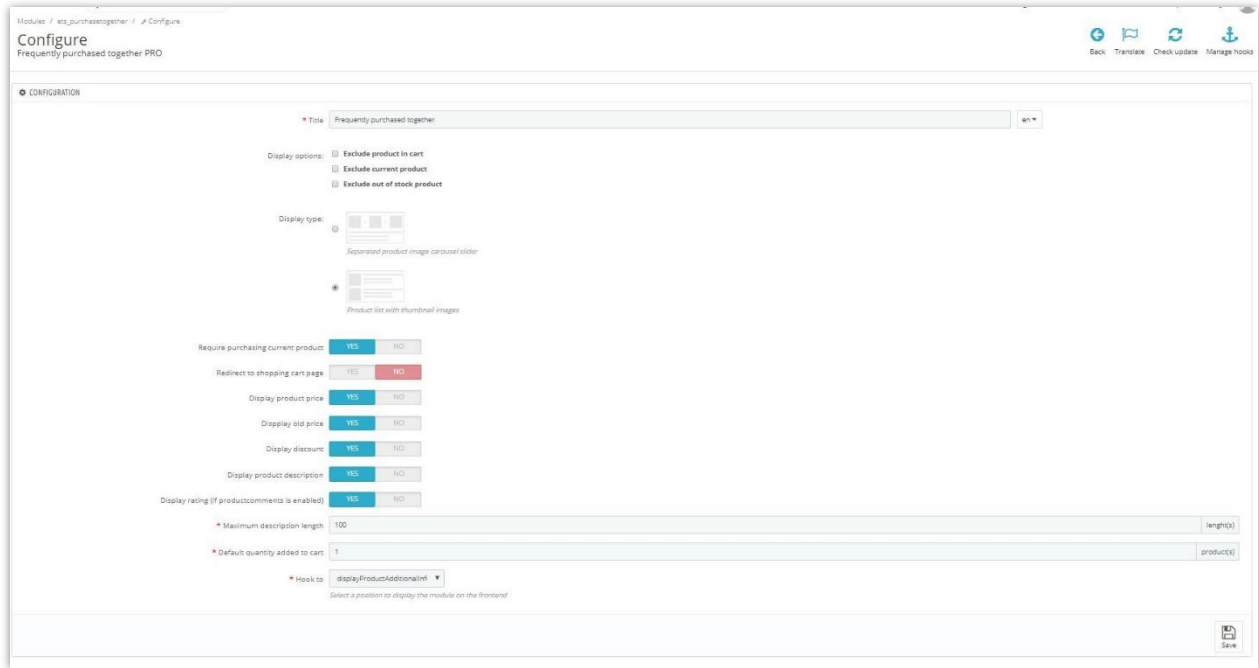 Modules / ets_purchasetogether / Configure
Configure
Frequently purchased together PRO
Back Translate Check update Manage hooks
CONFIGURATION
* Title Frequently purchased together en
Display options: Exclude product in cart
Exclude current product
Exclude out of stock product
Display type:
Separated product image carousel slider
Product list with thumbnail images
Require purchasing current product YES NO
Redirect to shopping cart page YES NO
Display product price YES NO
Dispplay old price YES NO
Display discount YES NO
Display product description YES NO
Display rating (if productcomments is enabled) YES NO
* Maximum description length 100 lenght(s)
* Default quantity added to cart 1 product(s)
* Hook to displayProductAdditionalInf
Select a position to display the module on the frontend
Save